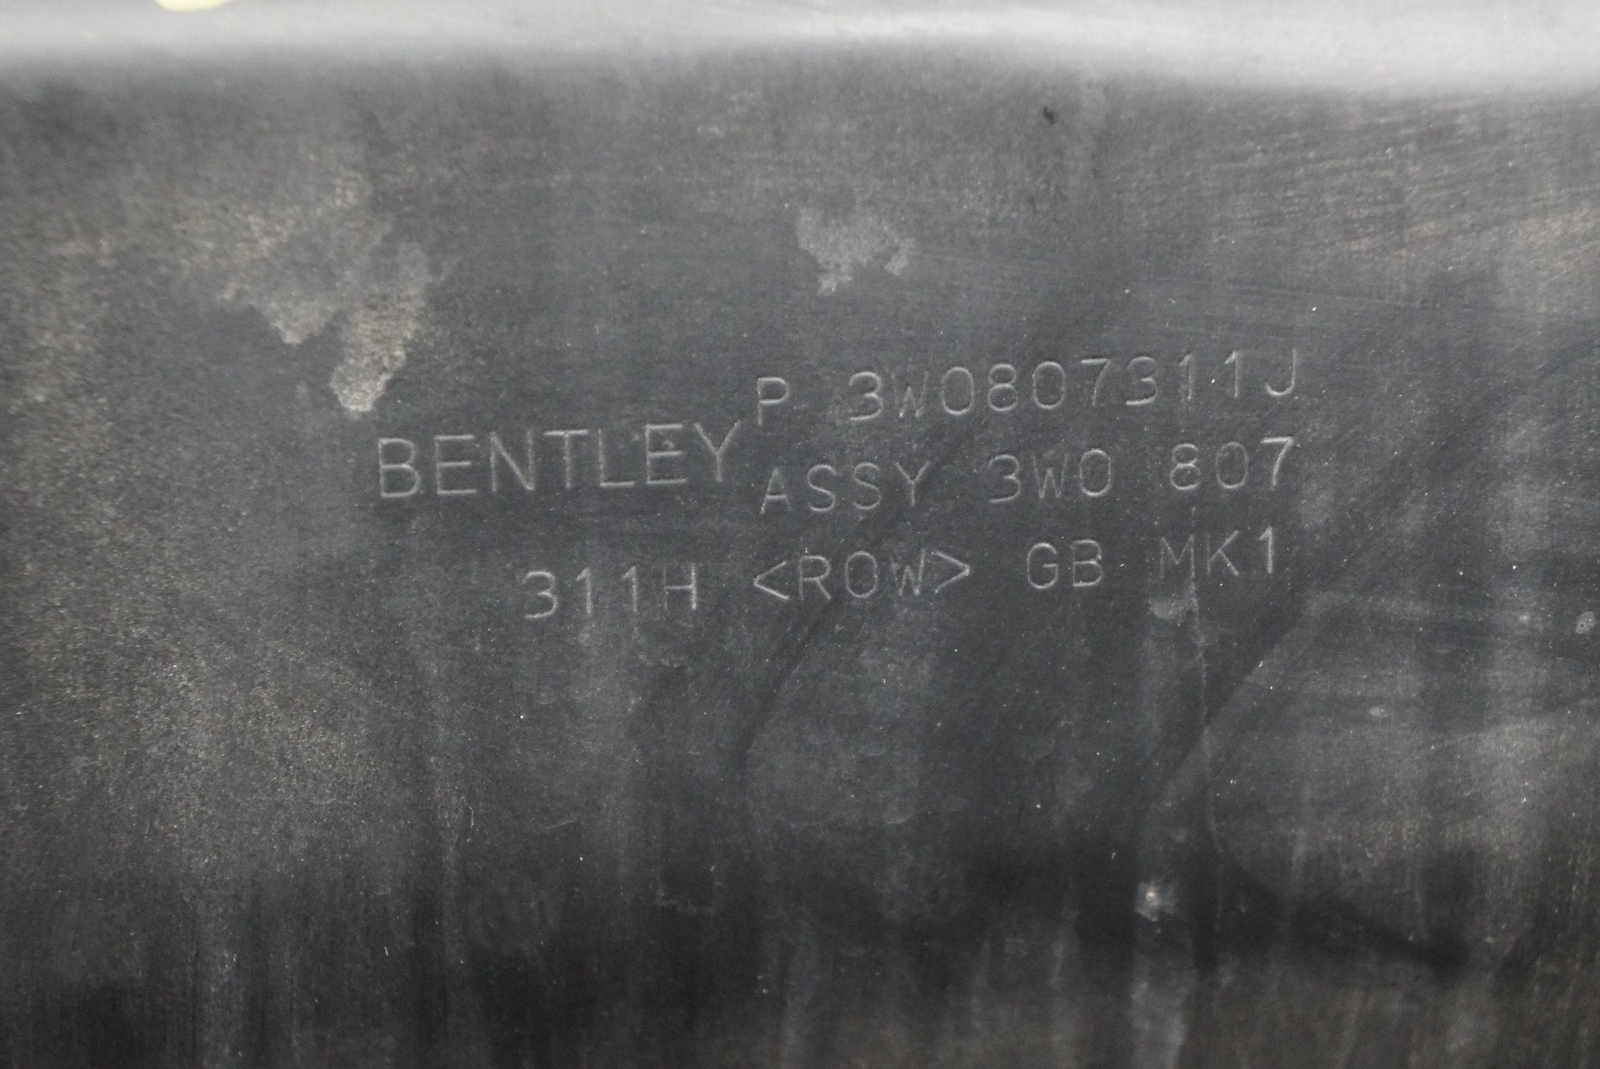 P 3W0807311J
BENTLEY
ASSY 3W0 807
311H <ROW> GB MK1